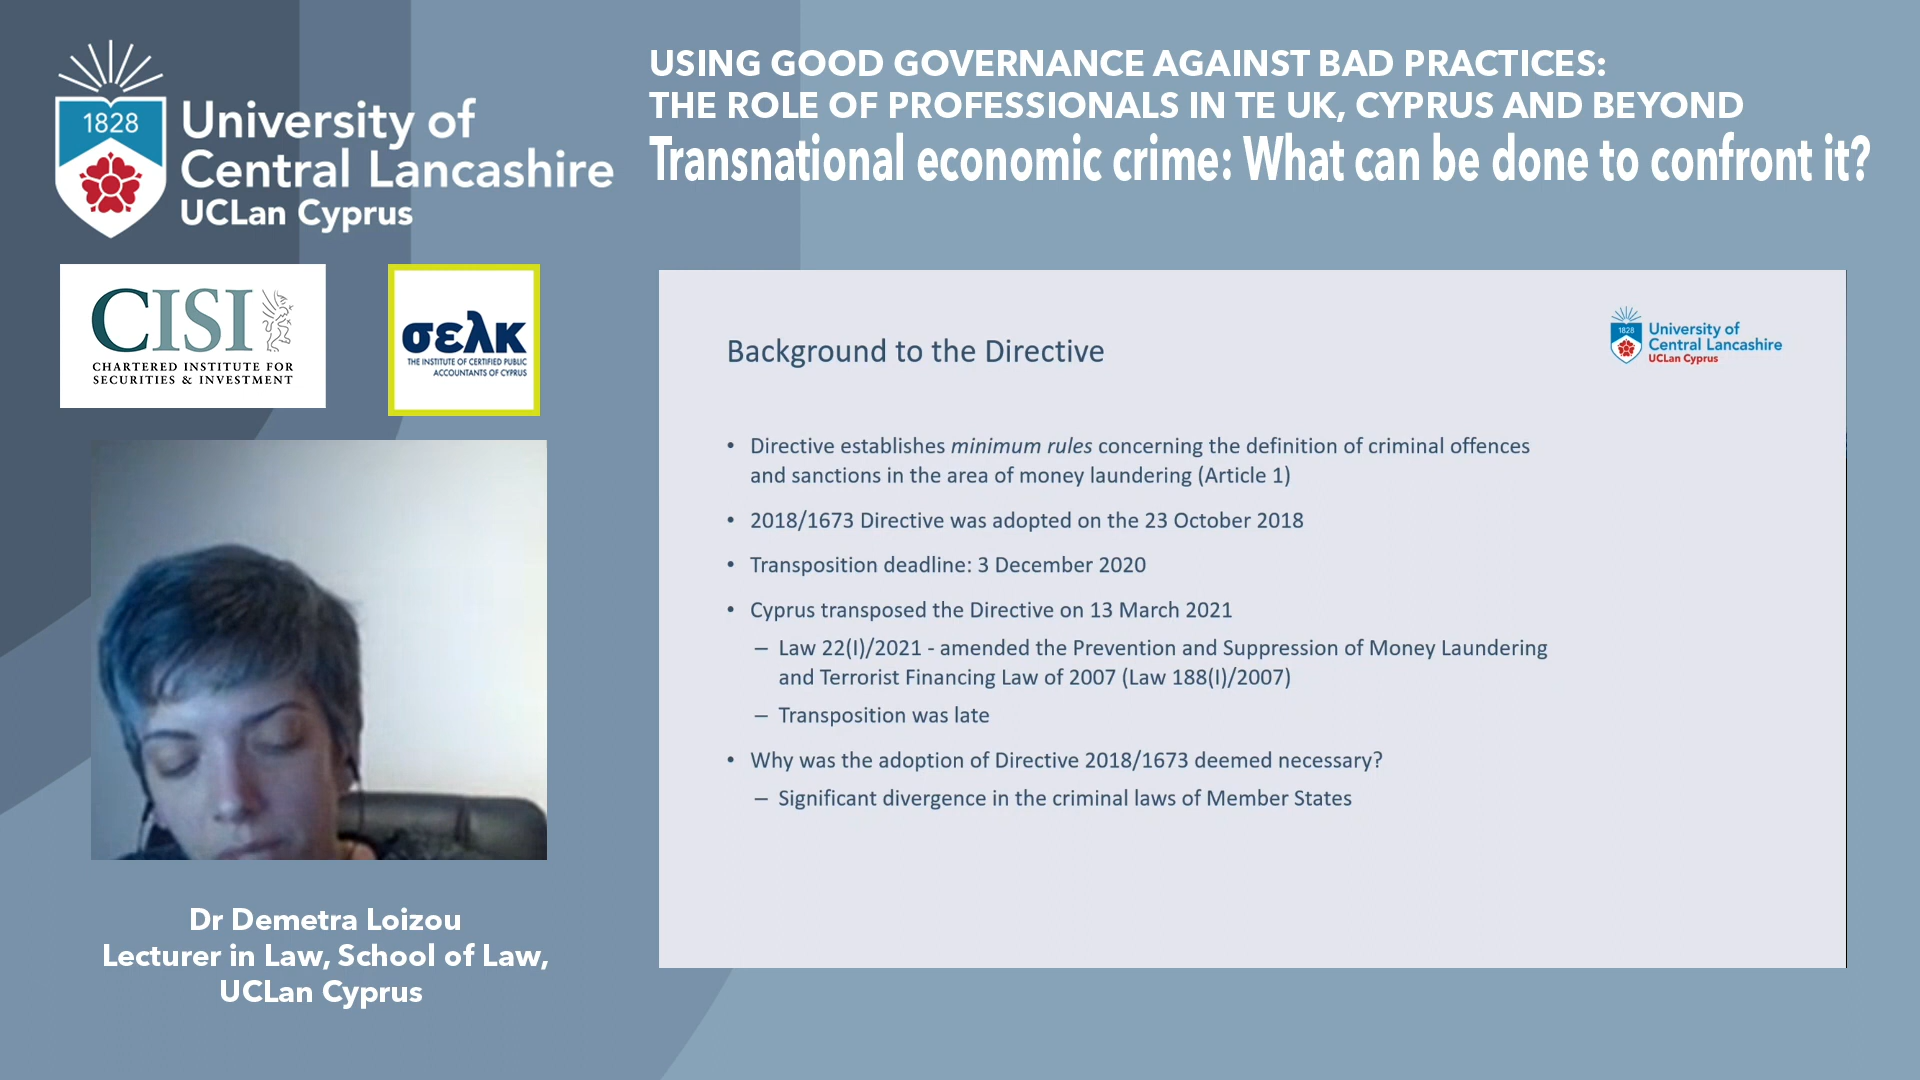 1828
University of
Central Lancashire
UCLan Cyprus
USING GOOD GOVERNANCE AGAINST BAD PRACTICES:
THE ROLE OF PROFESSIONALS IN TE UK, CYPRUS AND BEYOND
Transnational economic crime: What can be done to confront it?
CISI
CHARTERED INSTITUTE FOR
SECURITIES & INVESTMENT
σελκ
THE INSTITUTE OF CERTIFIED PUBLIC
ACCOUNTANTS OF CYPRUS
Background to the Directive
1828
University of
Central Lancashire
UCLan Cyprus
• Directive establishes minimum rules concerning the definition of criminal offences
and sanctions in the area of money laundering (Article 1)
• 2018/1673 Directive was adopted on the 23 October 2018
• Transposition deadline: 3 December 2020
• Cyprus transposed the Directive on 13 March 2021
– Law 22(I)/2021 - amended the Prevention and Suppression of Money Laundering
and Terrorist Financing Law of 2007 (Law 188(I)/2007)
– Transposition was late
• Why was the adoption of Directive 2018/1673 deemed necessary?
– Significant divergence in the criminal laws of Member States
Dr Demetra Loizou
Lecturer in Law, School of Law,
UCLan Cyprus